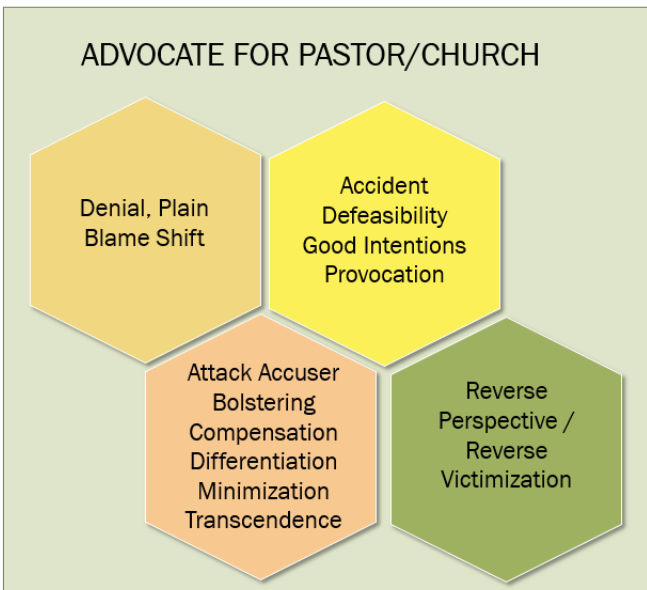 ADVOCATE FOR PASTOR/CHURCH
Denial, Plain
Blame Shift
Accident
Defeasibility
Good Intentions
Provocation
Attack Accuser
Bolstering
Compensation
Differentiation
Minimization
Transcendence
Reverse
Perspective /
Reverse
Victimization